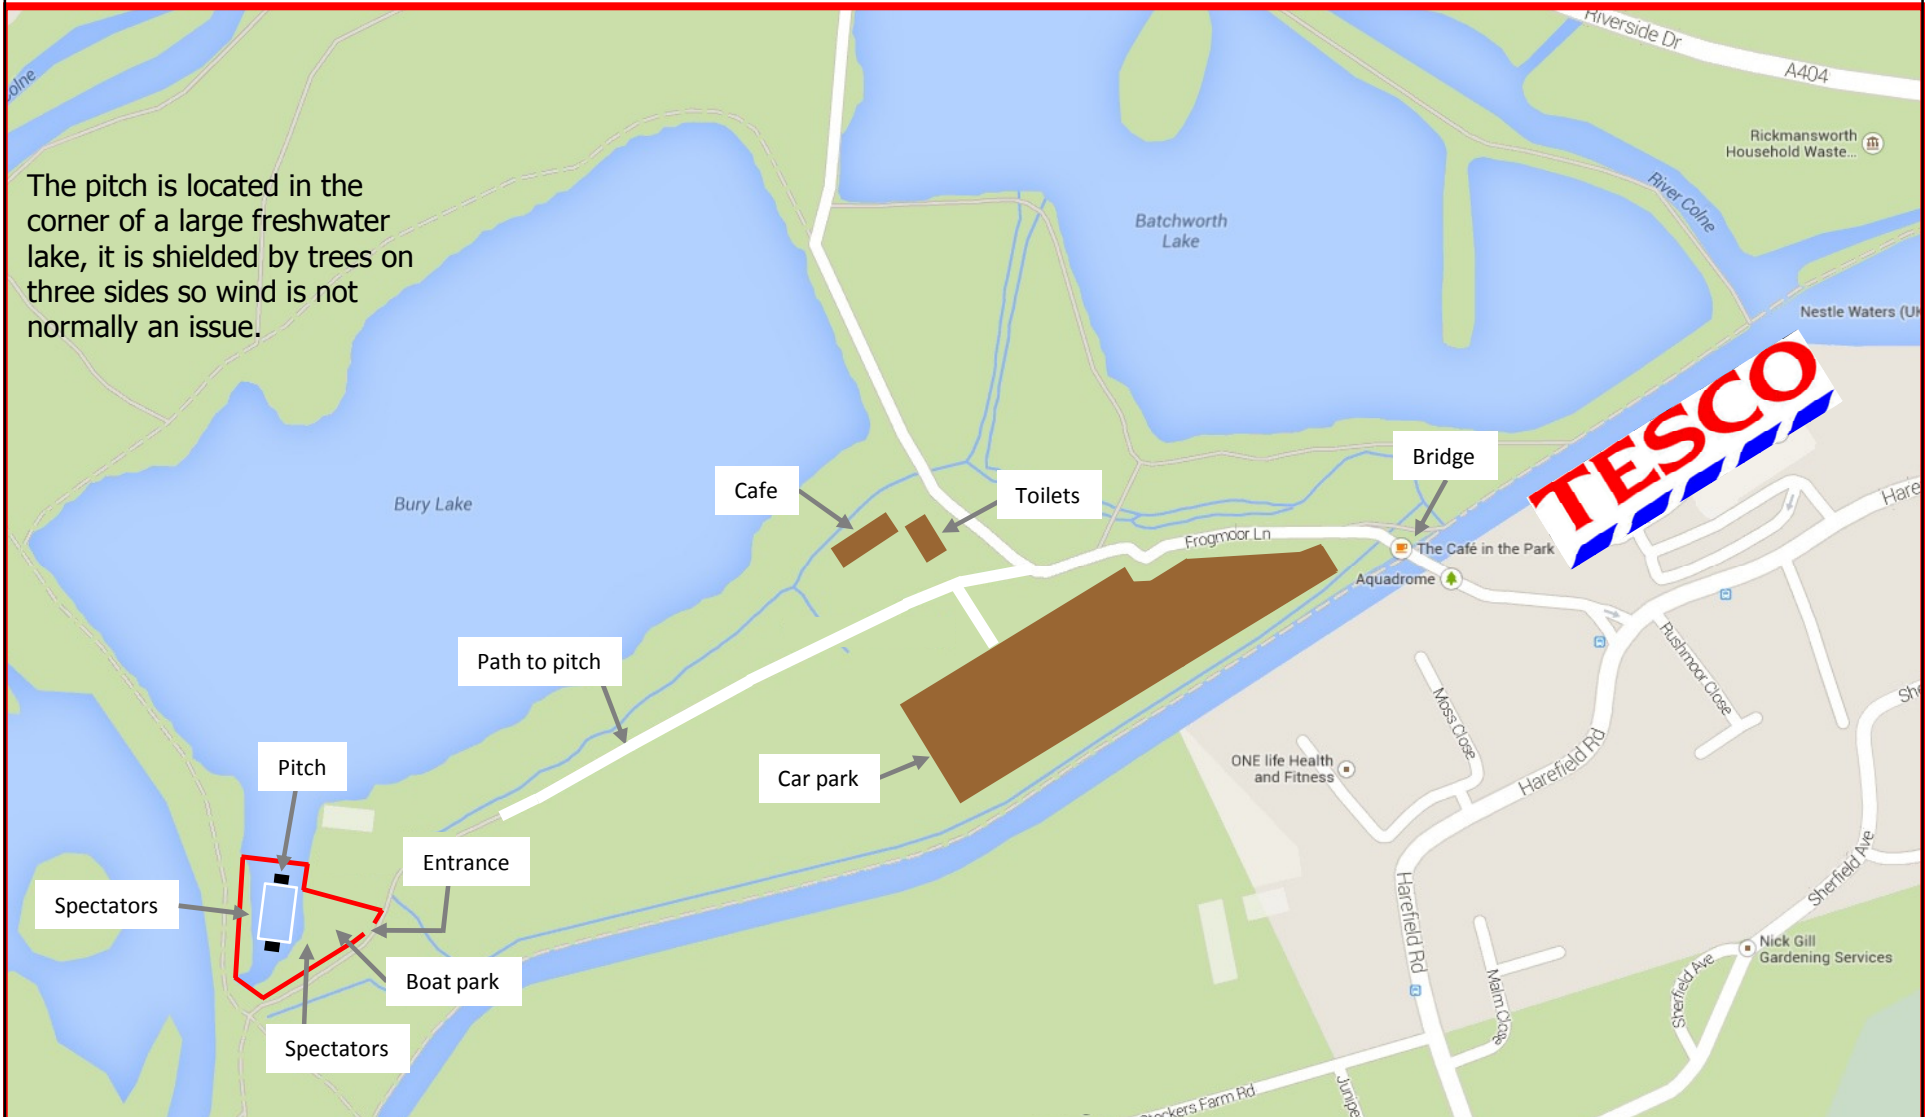 Riverside Dr
A404
Colne
Rickmansworth
Household Waste...
The pitch is located in the
corner of a large freshwater
lake, it is shielded by trees on
three sides so wind is not
normally an issue.
River Colne
Batchworth
Lake
Nestle Waters (UK
TESCO
Bridge
Cafe
Toilets
Bury Lake
Hare
Frogmoor Ln
The Café in the Park
Aquadrome
Path to pitch
Rushmoor Close
Moss Close
She
Pitch
Car park
ONE life Health
and Fitness
Harefield Rd
Entrance
Sherfield Ave
Spectators
Harefield Rd
Nick Gill
Gardening Services
Boat park
Sherfield Ave
Malm Close
Spectators
Stockers Farm Rd
Junipe